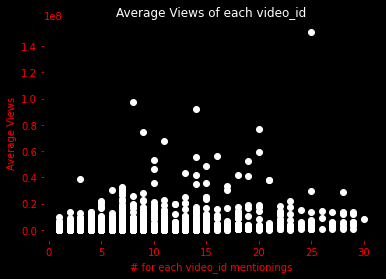 Average Views of each video_id
1e8
1.4
1.2
1.0
0.8
0.6
0.4
0.2
0.0
Average Views
0 5 10 15 20 25 30
# for each video_id mentionings